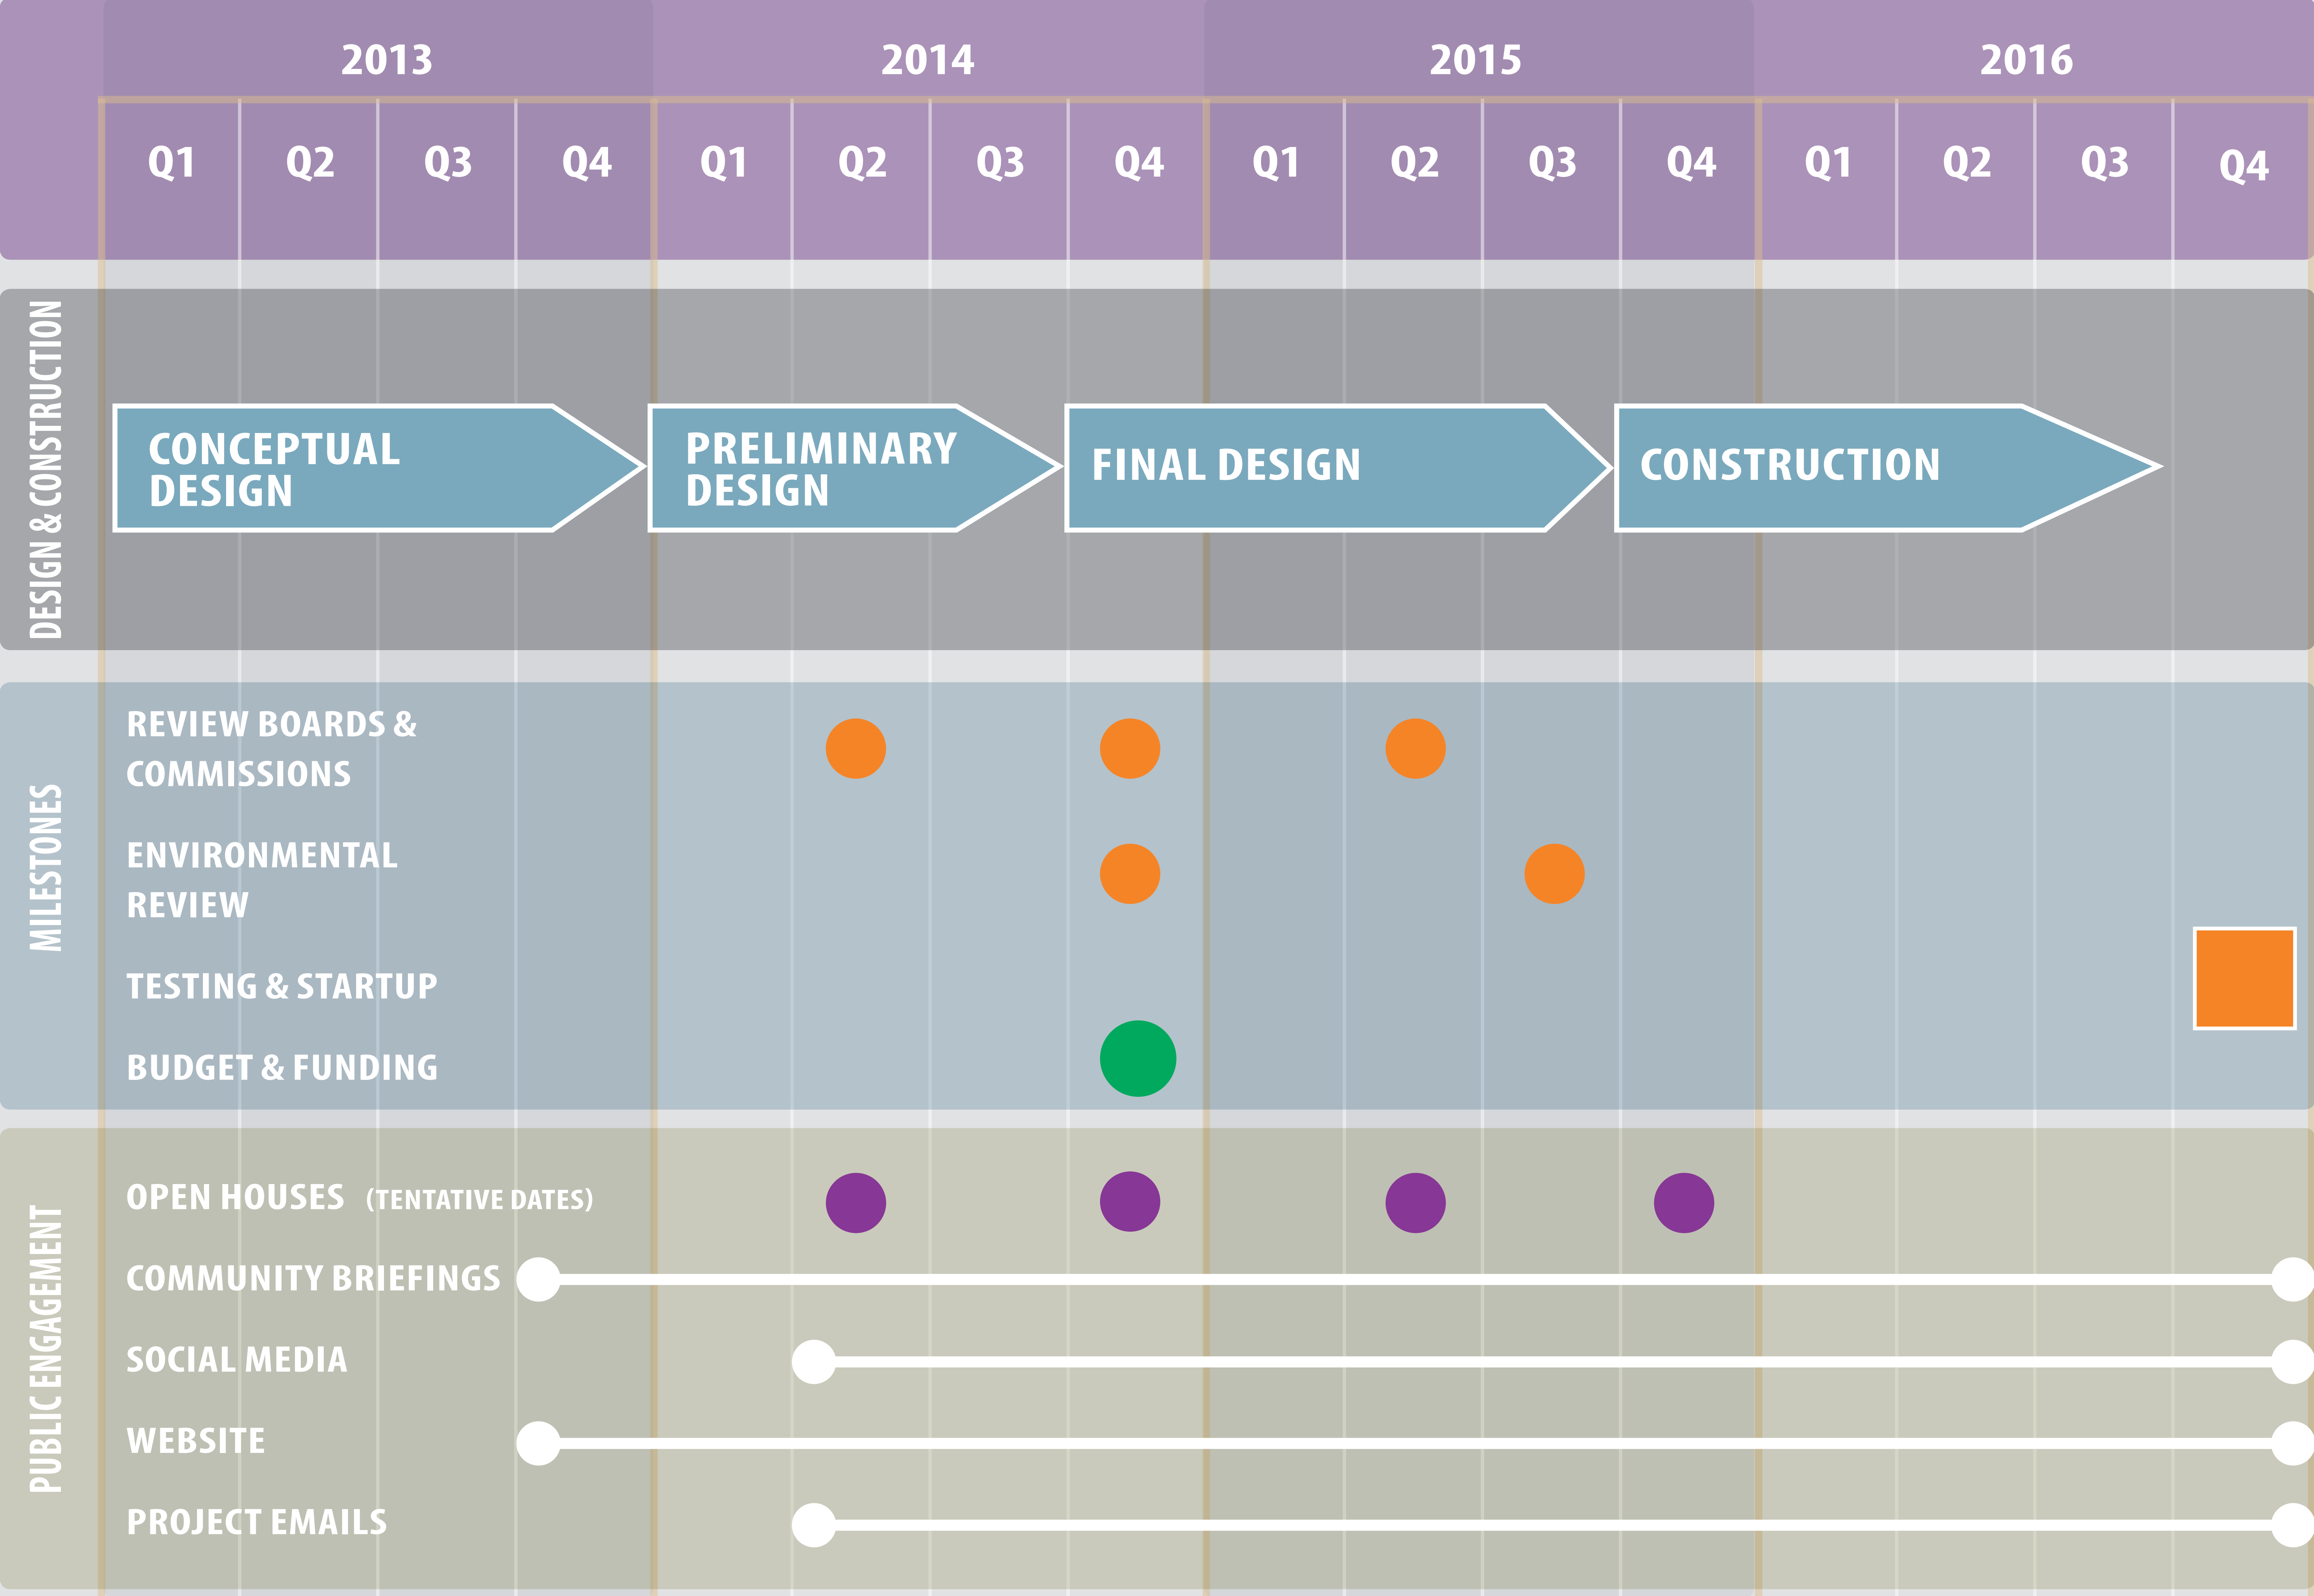 2013 2014 2015 2016
Q1 Q2 Q3 Q4 Q1 Q2 Q3 Q4 Q1 Q2 Q3 Q4 Q1 Q2 Q3 Q4
DESIGN & CONSTRUCTION
CONCEPTUAL
DESIGN
PRELIMINARY
DESIGN
FINAL DESIGN
CONSTRUCTION
MILESTONES
REVIEW BOARDS &
COMMISSIONS
ENVIRONMENTAL
REVIEW
TESTING & STARTUP
BUDGET & FUNDING
PUBLIC ENGAGEMENT
OPEN HOUSES (TENTATIVE DATES)
COMMUNITY BRIEFINGS
SOCIAL MEDIA
WEBSITE
PROJECT EMAILS